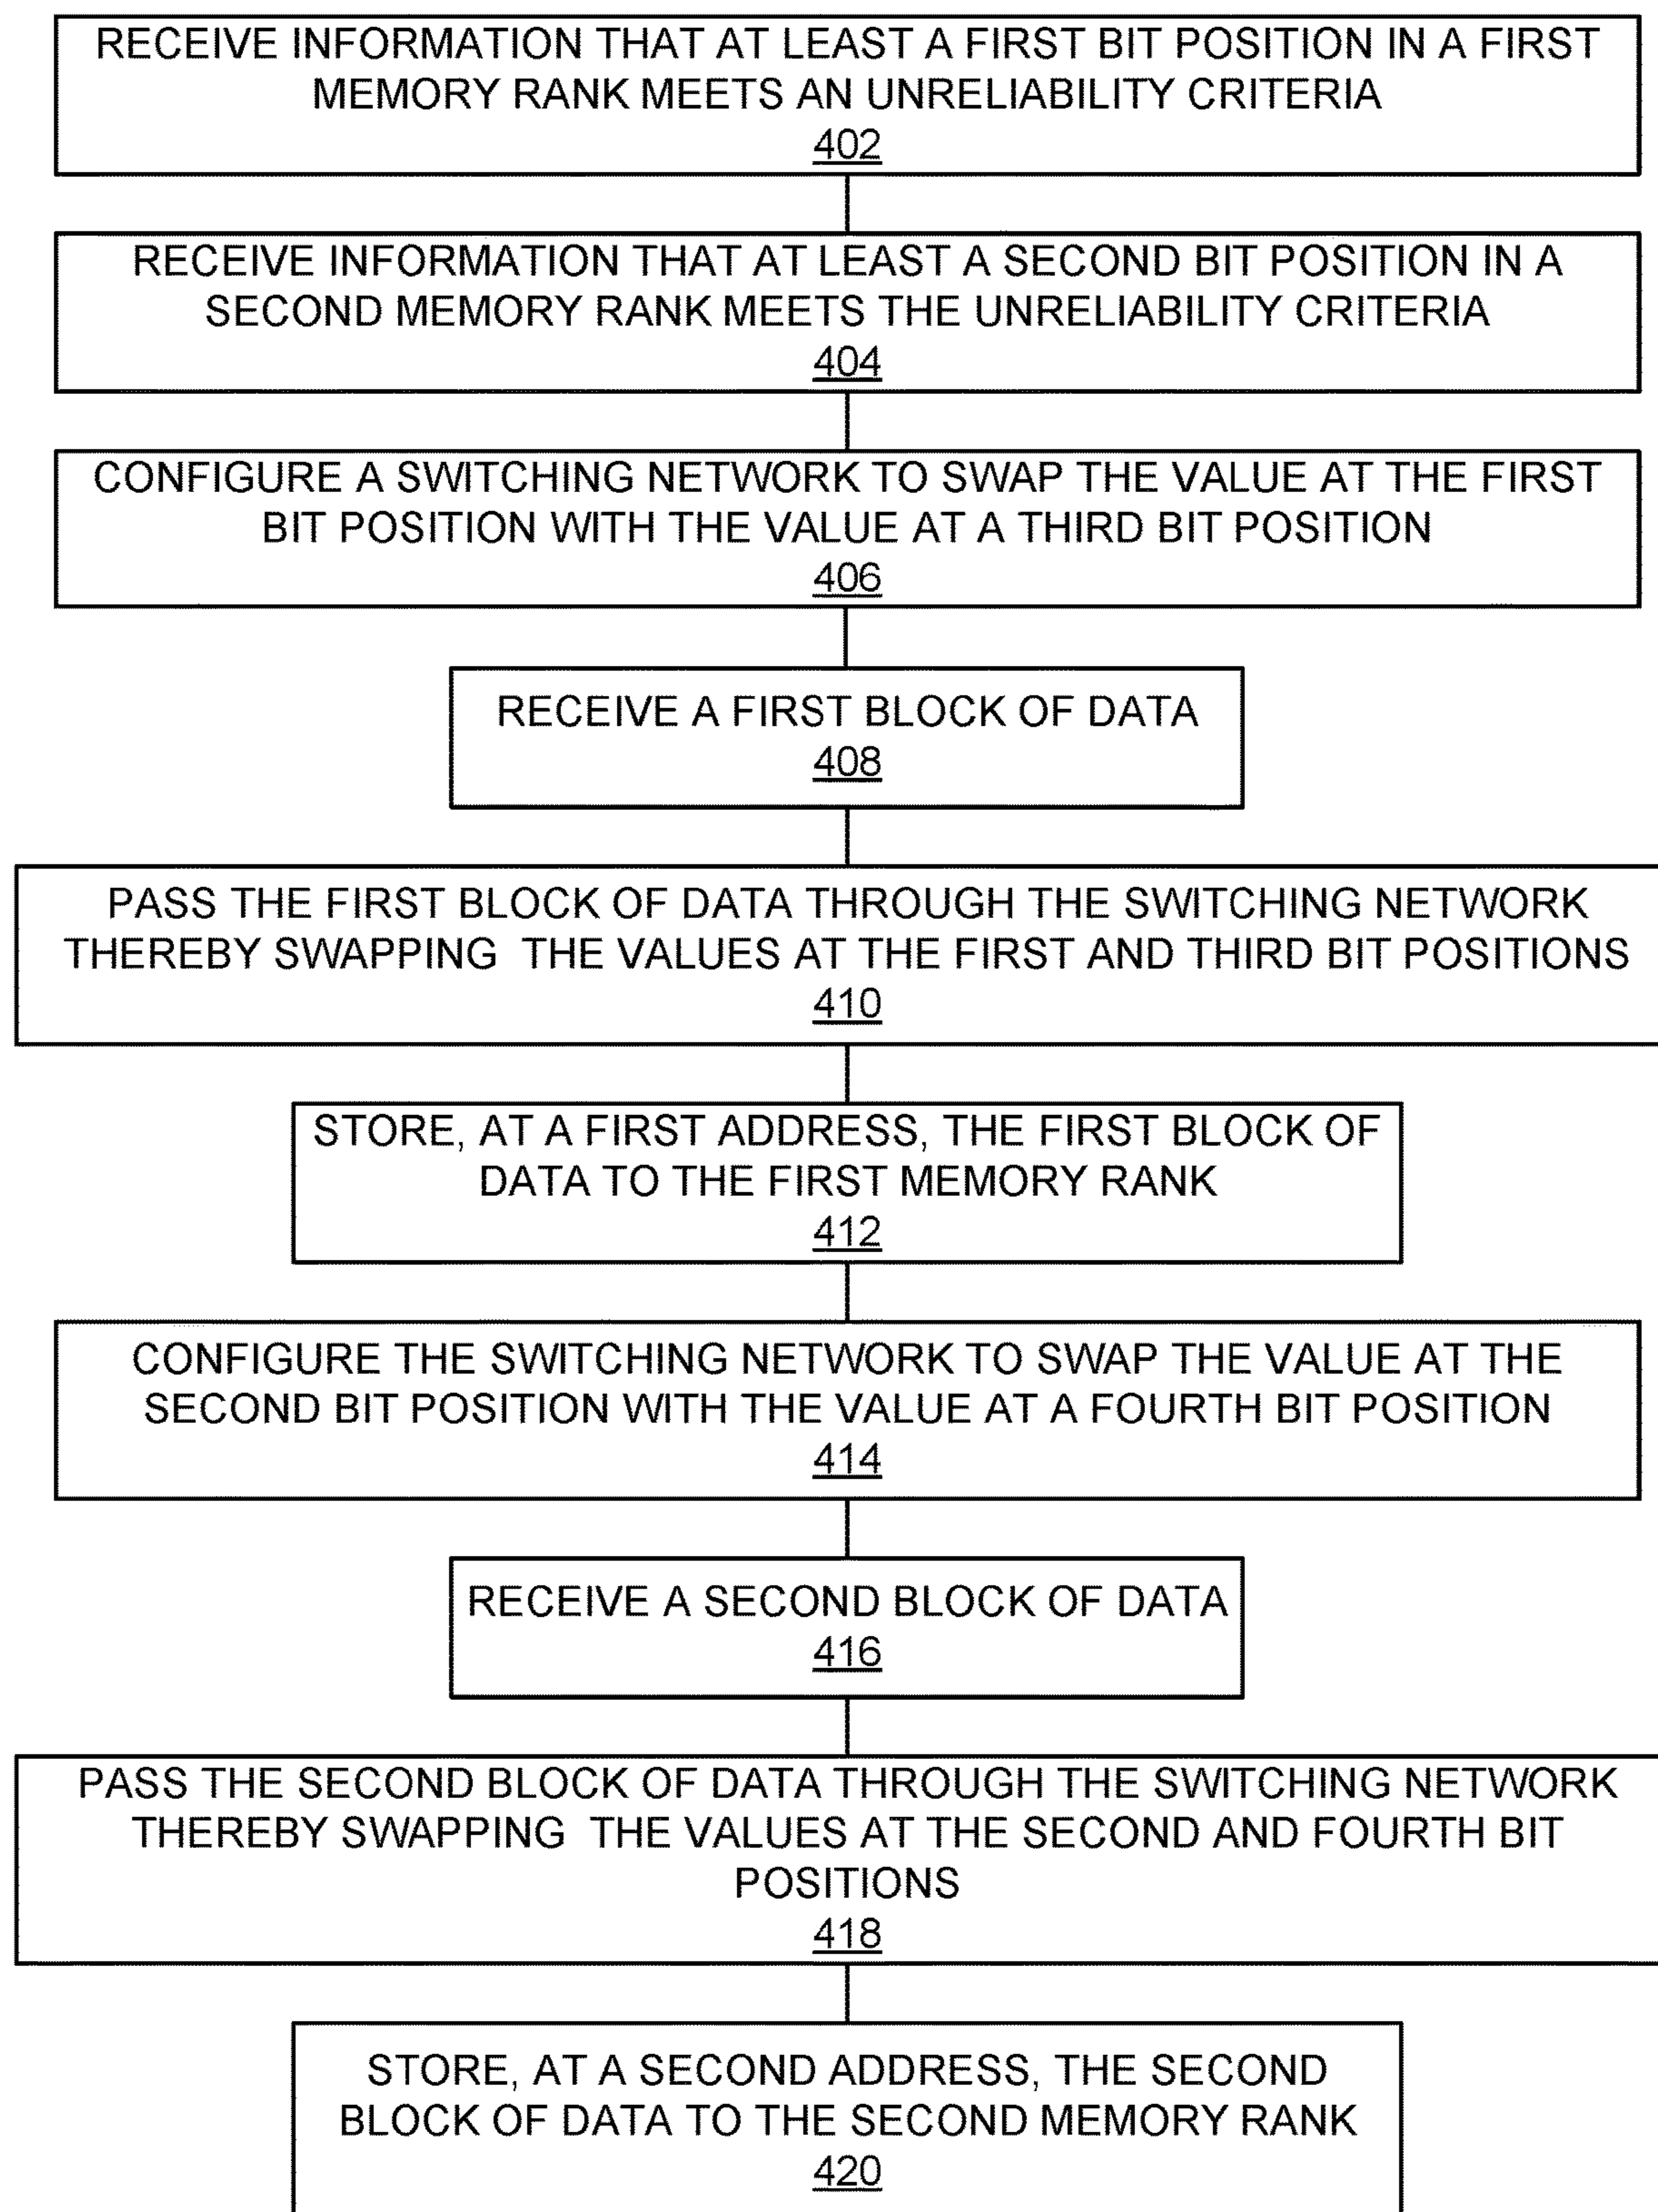 RECEIVE INFORMATION THAT AT LEAST A FIRST BIT POSITION IN A FIRST
MEMORY RANK MEETS AN UNRELIABILITY CRITERIA
402
RECEIVE INFORMATION THAT AT LEAST A SECOND BIT POSITION IN A
SECOND MEMORY RANK MEETS THE UNRELIABILITY CRITERIA
404
CONFIGURE A SWITCHING NETWORK TO SWAP THE VALUE AT THE FIRST
BIT POSITION WITH THE VALUE AT A THIRD BIT POSITION
406
RECEIVE A FIRST BLOCK OF DATA
408
PASS THE FIRST BLOCK OF DATA THROUGH THE SWITCHING NETWORK
THEREBY SWAPPING THE VALUES AT THE FIRST AND THIRD BIT POSITIONS
410
STORE, AT A FIRST ADDRESS, THE FIRST BLOCK OF
DATA TO THE FIRST MEMORY RANK
412
CONFIGURE THE SWITCHING NETWORK TO SWAP THE VALUE AT THE
SECOND BIT POSITION WITH THE VALUE AT A FOURTH BIT POSITION
414
RECEIVE A SECOND BLOCK OF DATA
416
PASS THE SECOND BLOCK OF DATA THROUGH THE SWITCHING NETWORK
THEREBY SWAPPING THE VALUES AT THE SECOND AND FOURTH BIT
POSITIONS
418
STORE, AT A SECOND ADDRESS, THE SECOND
BLOCK OF DATA TO THE SECOND MEMORY RANK
420